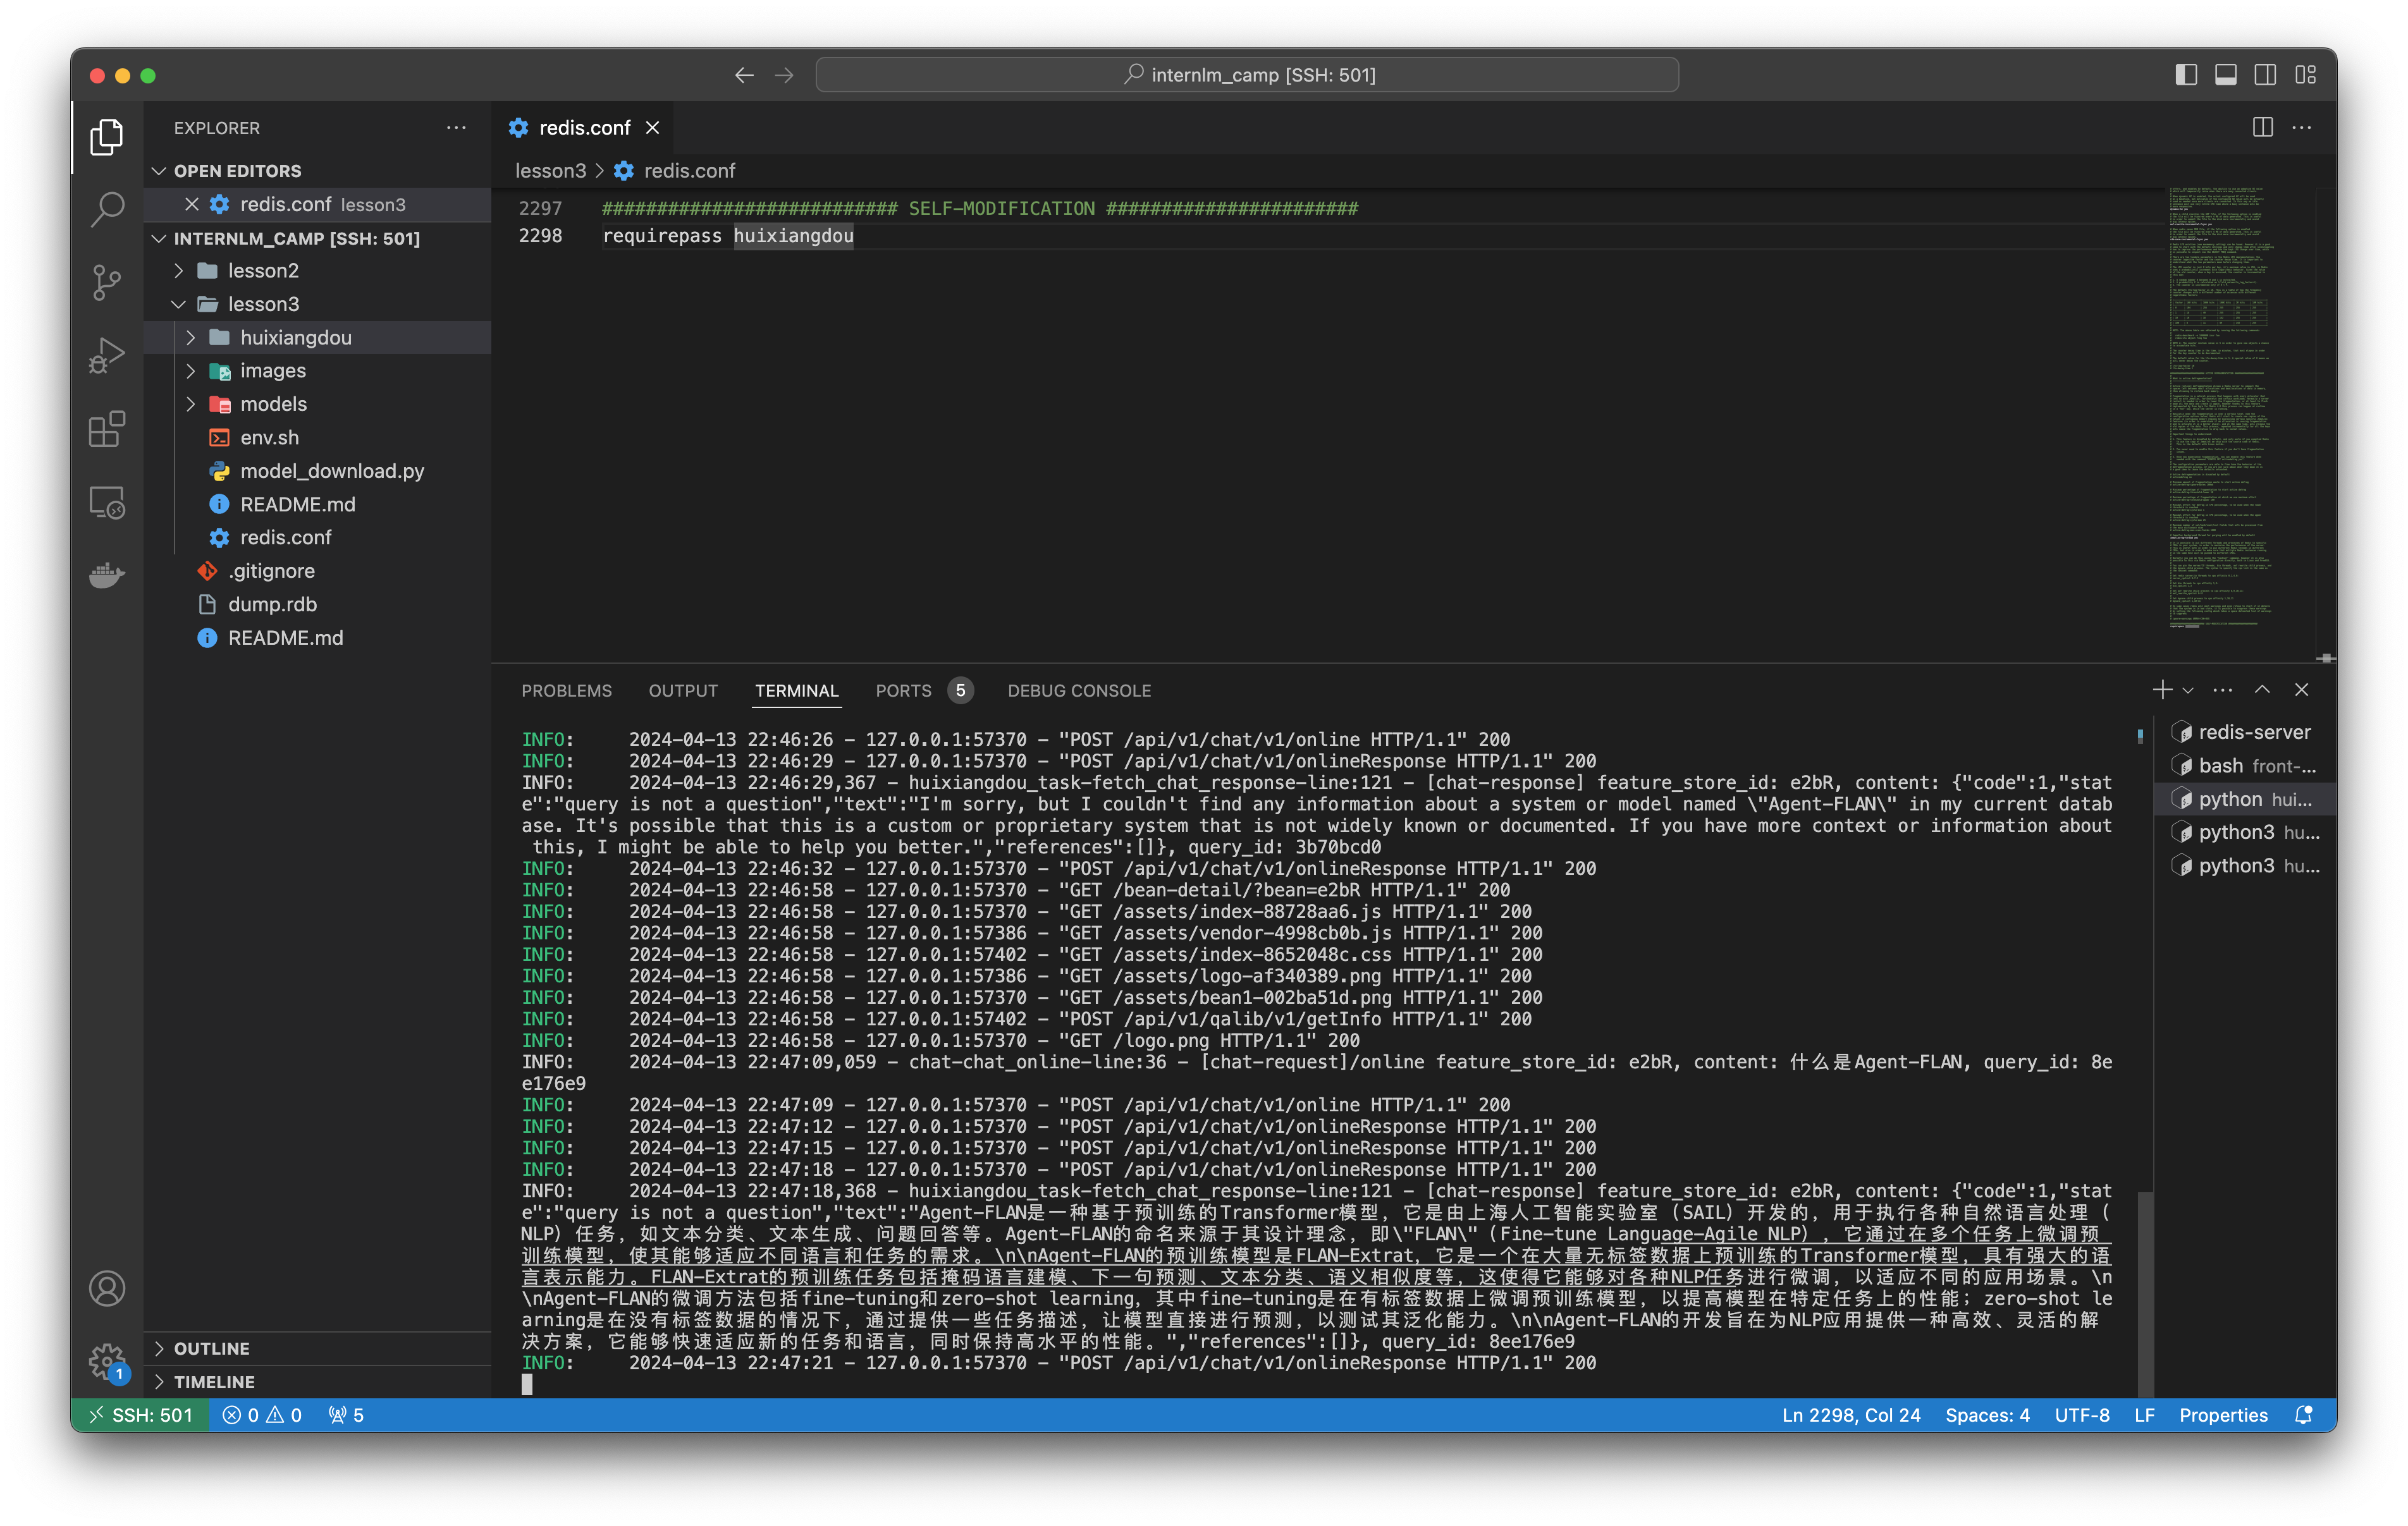 internlm_camp [SSH: 501]
EXPLORER
OPEN EDITORS
redis.conf lesson3
INTERNLM_CAMP [SSH: 501]
lesson2
lesson3
huixiangdou
images
models
env.sh
model_download.py
README.md
redis.conf
.gitignore
dump.rdb
README.md
OUTLINE
TIMELINE
redis.conf
lesson3 > redis.conf
2297 ########################### SELF-MODIFICATION #######################
2298 requirepass huixiangdou
PROBLEMS OUTPUT TERMINAL PORTS 5 DEBUG CONSOLE
INFO: 2024-04-13 22:46:26 - 127.0.0.1:57370 - "POST /api/v1/chat/v1/online HTTP/1.1" 200
INFO: 2024-04-13 22:46:29 - 127.0.0.1:57370 - "POST /api/v1/chat/v1/onlineResponse HTTP/1.1" 200
INFO: 2024-04-13 22:46:29,367 - huixiangdou_task-fetch_chat_response-line:121 - [chat-response] feature_store_id: e2bR, content: {"code":1,"stat
e":"query is not a question","text":"I'm sorry, but I couldn't find any information about a system or model named \"Agent-FLAN\" in my current datab
ase. It's possible that this is a custom or proprietary system that is not widely known or documented. If you have more context or information about
this, I might be able to help you better.","references":[]}, query_id: 3b70bcd0
INFO: 2024-04-13 22:46:32 - 127.0.0.1:57370 - "POST /api/v1/chat/v1/onlineResponse HTTP/1.1" 200
INFO: 2024-04-13 22:46:58 - 127.0.0.1:57370 - "GET /bean-detail/?bean=e2bR HTTP/1.1" 200
INFO: 2024-04-13 22:46:58 - 127.0.0.1:57370 - "GET /assets/index-88728aa6.js HTTP/1.1" 200
INFO: 2024-04-13 22:46:58 - 127.0.0.1:57386 - "GET /assets/vendor-4998cb0b.js HTTP/1.1" 200
INFO: 2024-04-13 22:46:58 - 127.0.0.1:57402 - "GET /assets/index-8652048c.css HTTP/1.1" 200
INFO: 2024-04-13 22:46:58 - 127.0.0.1:57386 - "GET /assets/logo-af340389.png HTTP/1.1" 200
INFO: 2024-04-13 22:46:58 - 127.0.0.1:57370 - "GET /assets/bean1-002ba51d.png HTTP/1.1" 200
INFO: 2024-04-13 22:46:58 - 127.0.0.1:57402 - "POST /api/v1/qalib/v1/getInfo HTTP/1.1" 200
INFO: 2024-04-13 22:46:58 - 127.0.0.1:57370 - "GET /logo.png HTTP/1.1" 200
INFO: 2024-04-13 22:47:09,059 - chat-chat_online-line:36 - [chat-request]/online feature_store_id: e2bR, content: 什么是Agent-FLAN, query_id: 8e
e176e9
INFO: 2024-04-13 22:47:09 - 127.0.0.1:57370 - "POST /api/v1/chat/v1/online HTTP/1.1" 200
INFO: 2024-04-13 22:47:12 - 127.0.0.1:57370 - "POST /api/v1/chat/v1/onlineResponse HTTP/1.1" 200
INFO: 2024-04-13 22:47:15 - 127.0.0.1:57370 - "POST /api/v1/chat/v1/onlineResponse HTTP/1.1" 200
INFO: 2024-04-13 22:47:18 - 127.0.0.1:57370 - "POST /api/v1/chat/v1/onlineResponse HTTP/1.1" 200
INFO: 2024-04-13 22:47:18,368 - huixiangdou_task-fetch_chat_response-line:121 - [chat-response] feature_store_id: e2bR, content: {"code":1,"stat
e":"query is not a question","text":"Agent-FLAN是一种基于预训练的Transformer模型，它是由上海人工智能实验室（SAIL）开发的，用于执行各种自然语言处理（
NLP）任务，如文本分类、文本生成、问题回答等。Agent-FLAN的命名来源于其设计理念，即\"FLAN\"（Fine-tune Language-Agile NLP），它通过在多个任务上微调预
训练模型，使其能够适应不同语言和任务的需求。\n\nAgent-FLAN的预训练模型是FLAN-Extrat，它是一个在大量无标签数据上预训练的Transformer模型，具有强大的语
言表示能力。FLAN-Extrat的预训练任务包括掩码语言建模、下一句预测、文本分类、语义相似度等，这使得它能够对各种NLP任务进行微调，以适应不同的应用场景。\n
\nAgent-FLAN的微调方法包括fine-tuning和zero-shot learning，其中fine-tuning是在有标签数据上微调预训练模型，以提高模型在特定任务上的性能；zero-shot le
arning是在没有标签数据的情况下，通过提供一些任务描述，让模型直接进行预测，以测试其泛化能力。\n\nAgent-FLAN的开发旨在为NLP应用提供一种高效、灵活的解
决方案，它能够快速适应新的任务和语言，同时保持高水平的性能。","references":[]}, query_id: 8ee176e9
INFO: 2024-04-13 22:47:21 - 127.0.0.1:57370 - "POST /api/v1/chat/v1/onlineResponse HTTP/1.1" 200
redis-server
bash front-...
python hui...
python3 hu...
python3 hu...
1
SSH: 501 0 0 5 Ln 2298, Col 24 Spaces: 4 UTF-8 LF Properties